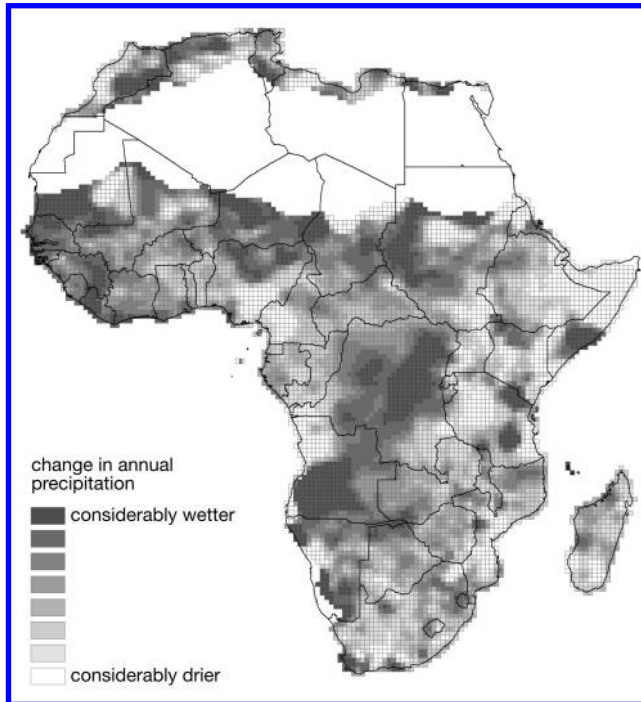 change in annual
precipitation
considerably wetter
considerably drier